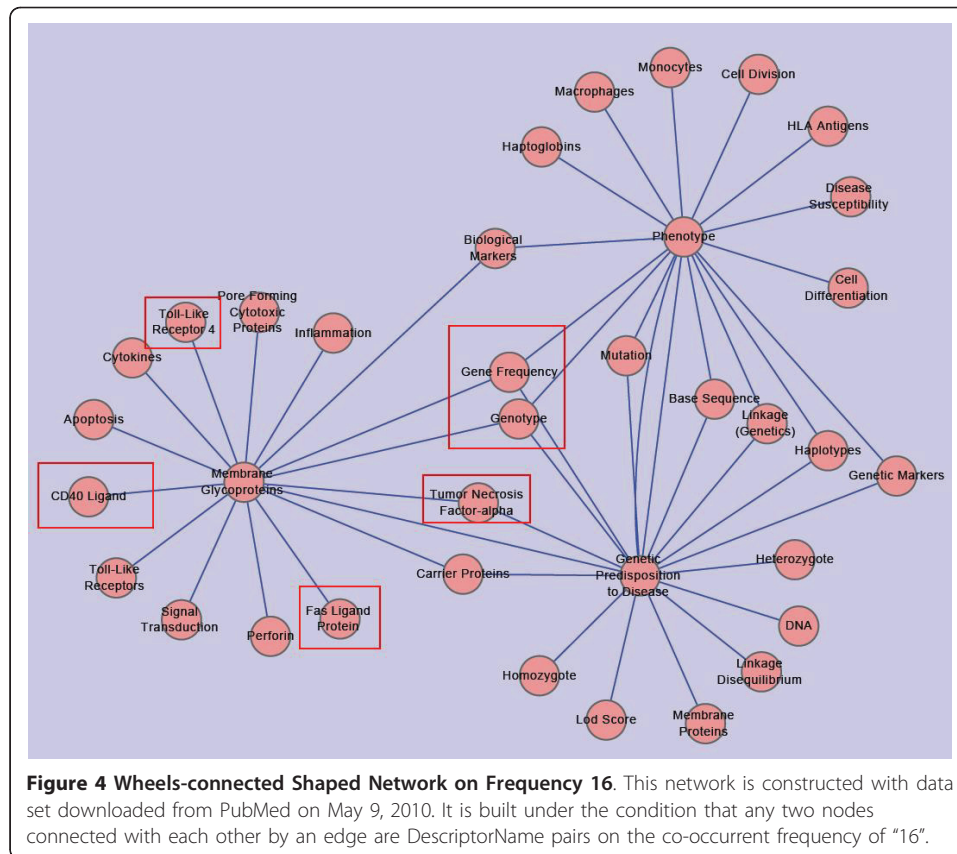 Monocytes
Cell Division
Macrophages
HLA Antigens
Haptoglobins
Disease
Susceptibility
Biological
Markers
Phenotype
Cell
Differentiation
Toll-Like
Receptor 4
Pore Forming
Cytotoxic
Proteins
Inflammation
Cytokines
Mutation
Gene Frequency
Base Sequence
Apoptosis
Genotype
Linkage
(Genetics)
Haplotypes
Genetic Markers
Membrane
Glycoproteins
CD40 Ligand
Tumor Necrosis
Factor-alpha
Heterozygote
Toll-Like
Receptors
Carrier Proteins
Genetic
Predisposition
to Disease
Signal
Transduction
Perforin
Fas Ligand
Protein
DNA
Homozygote
Linkage
Disequilibrium
Lod Score
Membrane
Proteins
Figure 4 Wheels-connected Shaped Network on Frequency 16. This network is constructed with data
set downloaded from PubMed on May 9, 2010. It is built under the condition that any two nodes
connected with each other by an edge are DescriptorName pairs on the co-occurrent frequency of “16”.